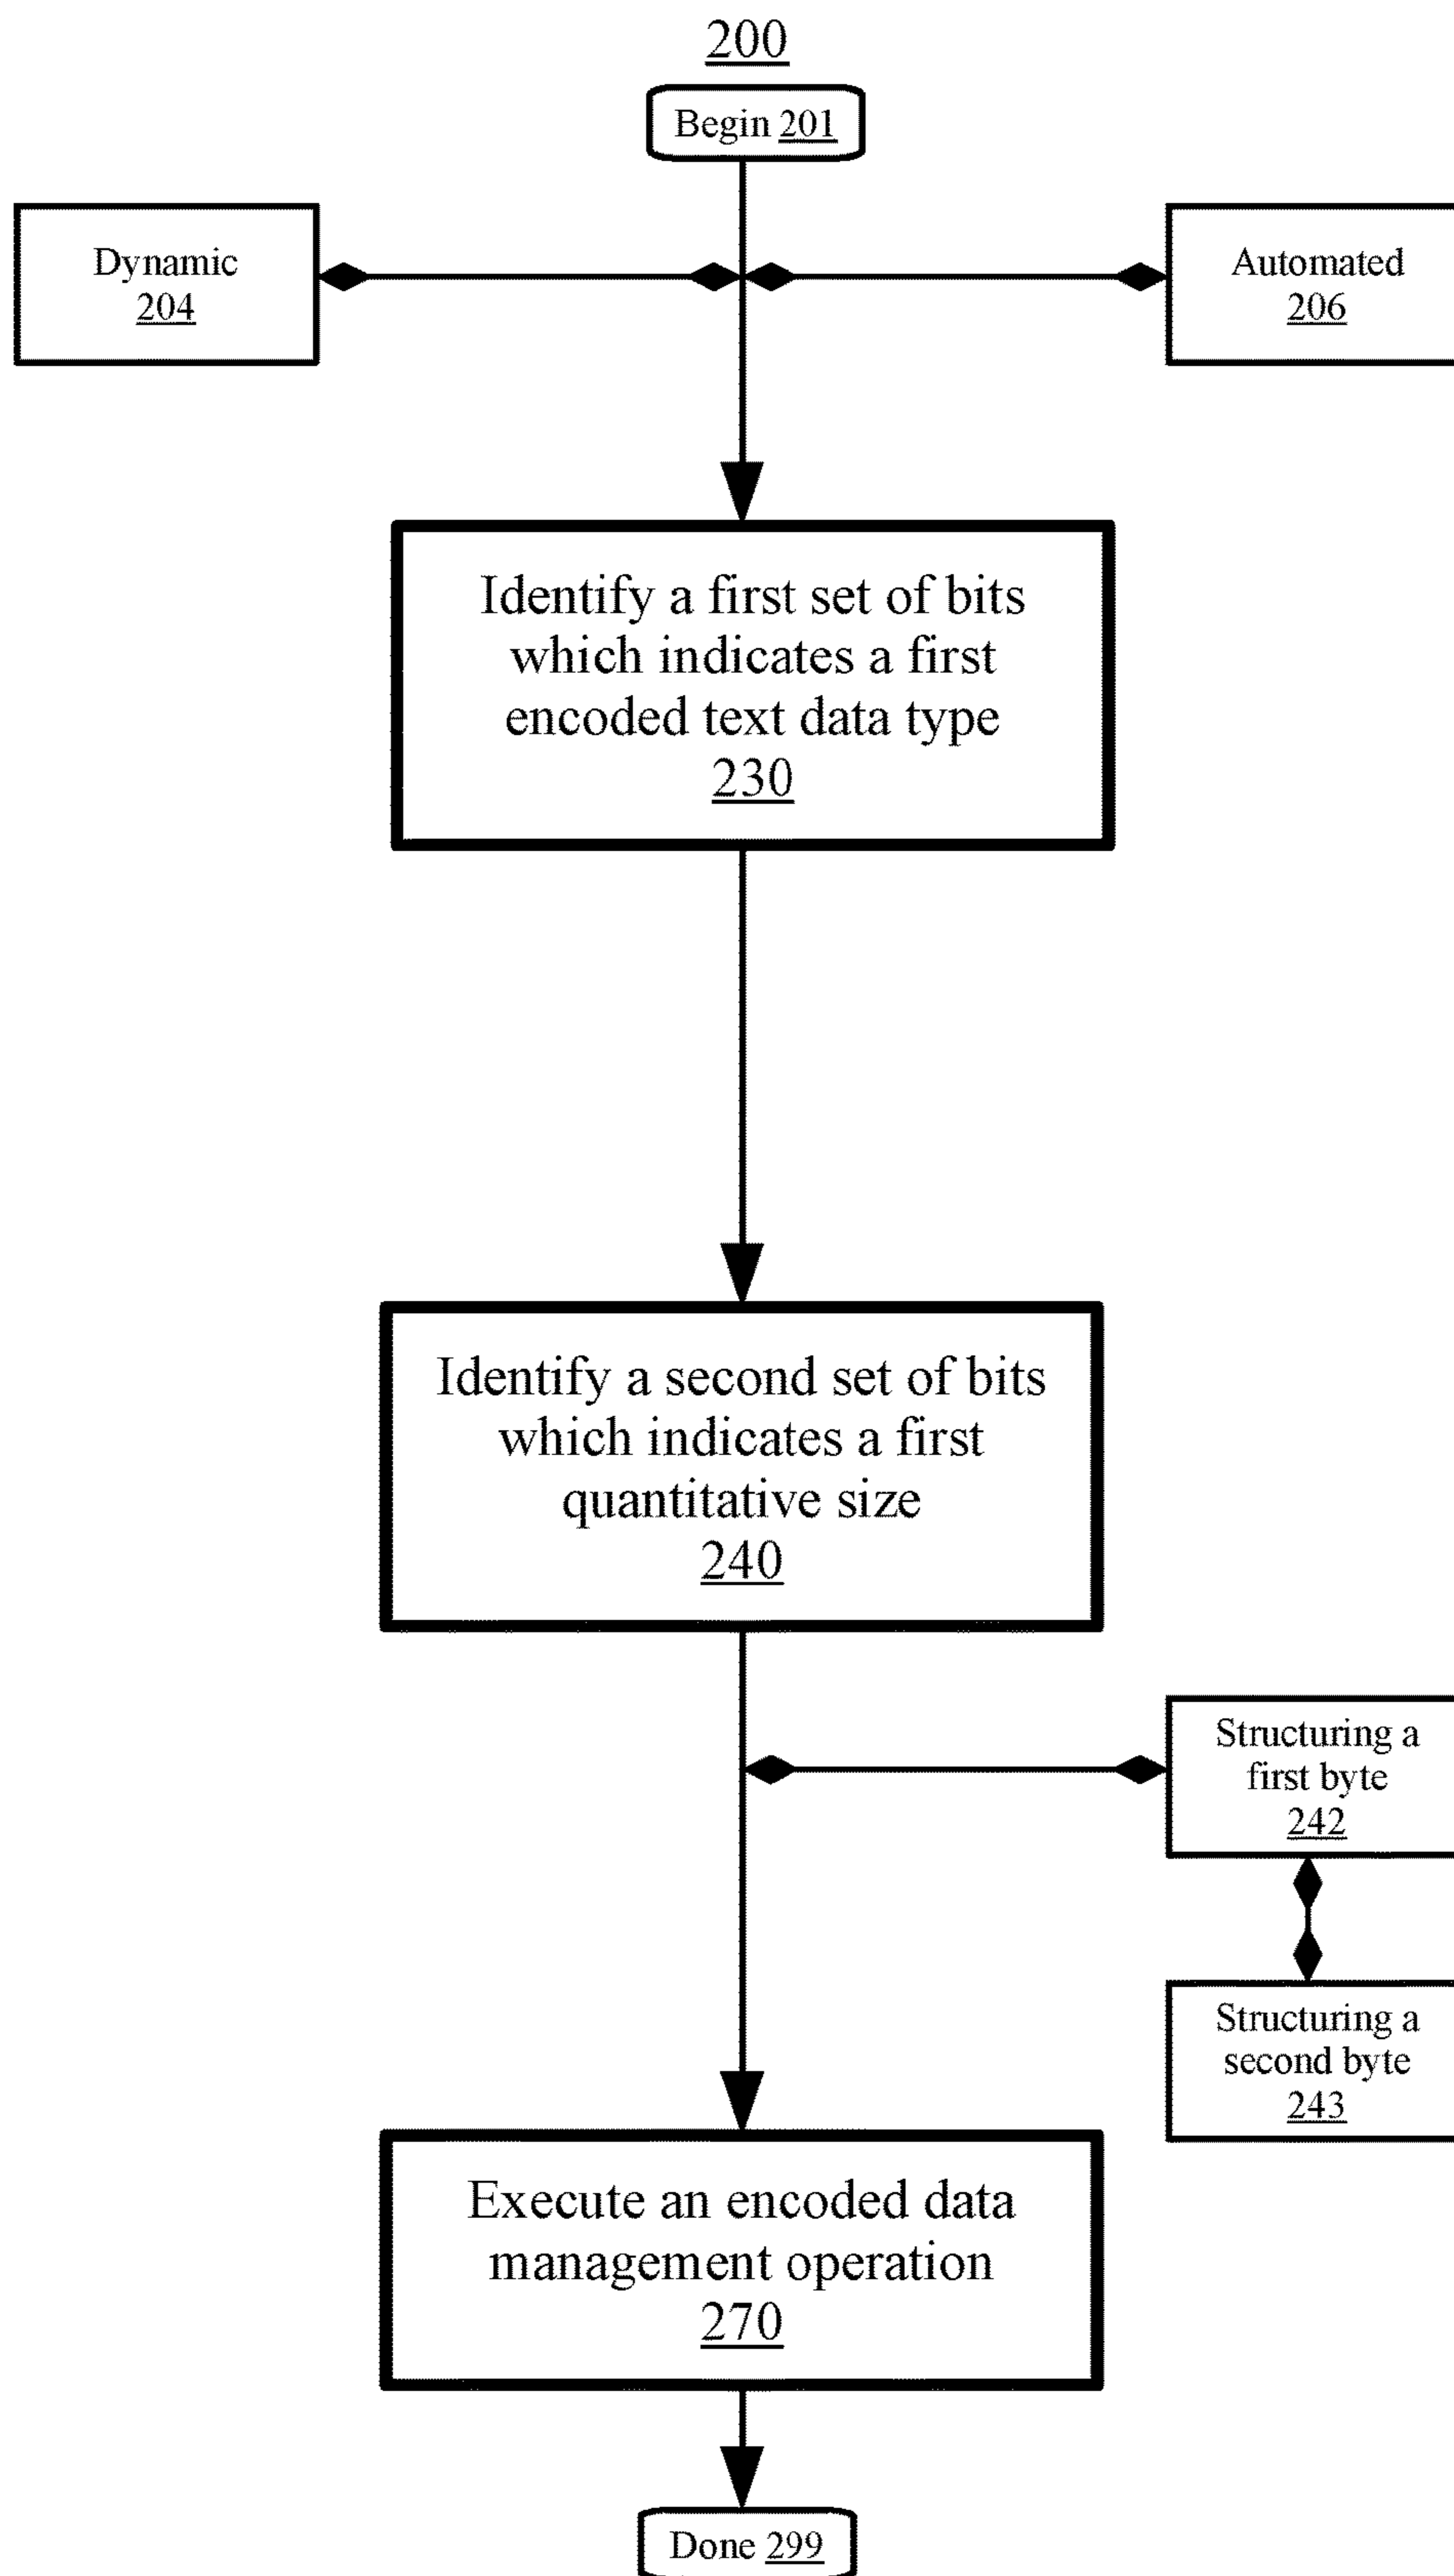 200
Begin 201
Dynamic
204
Automated
206
Identify a first set of bits
which indicates a first
encoded text data type
230
Identify a second set of bits
which indicates a first
quantitative size
240
Structuring a
first byte
242
Structuring a
second byte
243
Execute an encoded data
management operation
270
Done 299